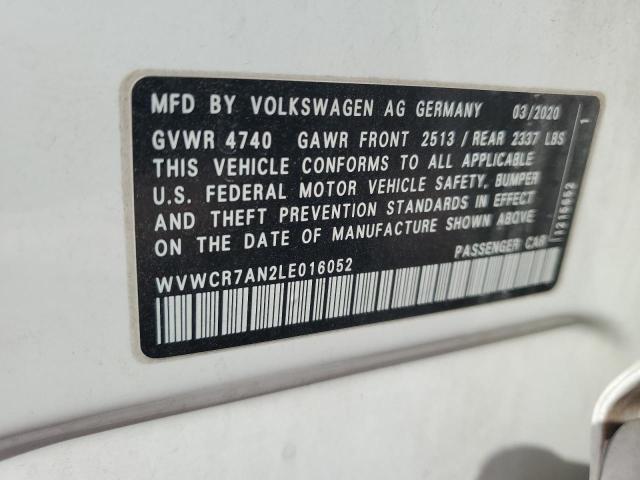 MFD BY VOLKSWAGEN AG GERMANY 03/2020
GVWR 4740 GAWR FRONT 2513 / REAR 2337 LBS
THIS VEHICLE CONFORMS TO ALL APPLICABLE
U.S. FEDERAL MOTOR VEHICLE SAFETY, BUMPER
AND THEFT PREVENTION STANDARDS IN EFFECT
ON THE DATE OF MANUFACTURE SHOWN ABOVE
PASSENGER CAR
WVWCR7AN2LE016052
1